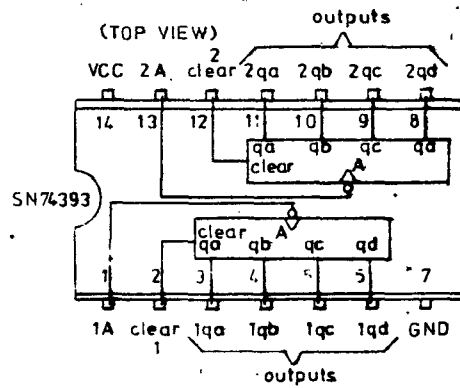 outputs
(TOP VIEW)
2
VCC 2A clear 2qa 2qb 2qc 2qd
14 13 12 11 10 9 8
qa qb qc qd
clear A
SN74393
clear A
qa qb qc qd
1 2 3 4 5 5 7
1A clear 1qa 1qb 1qc 1qd GND
1
outputs